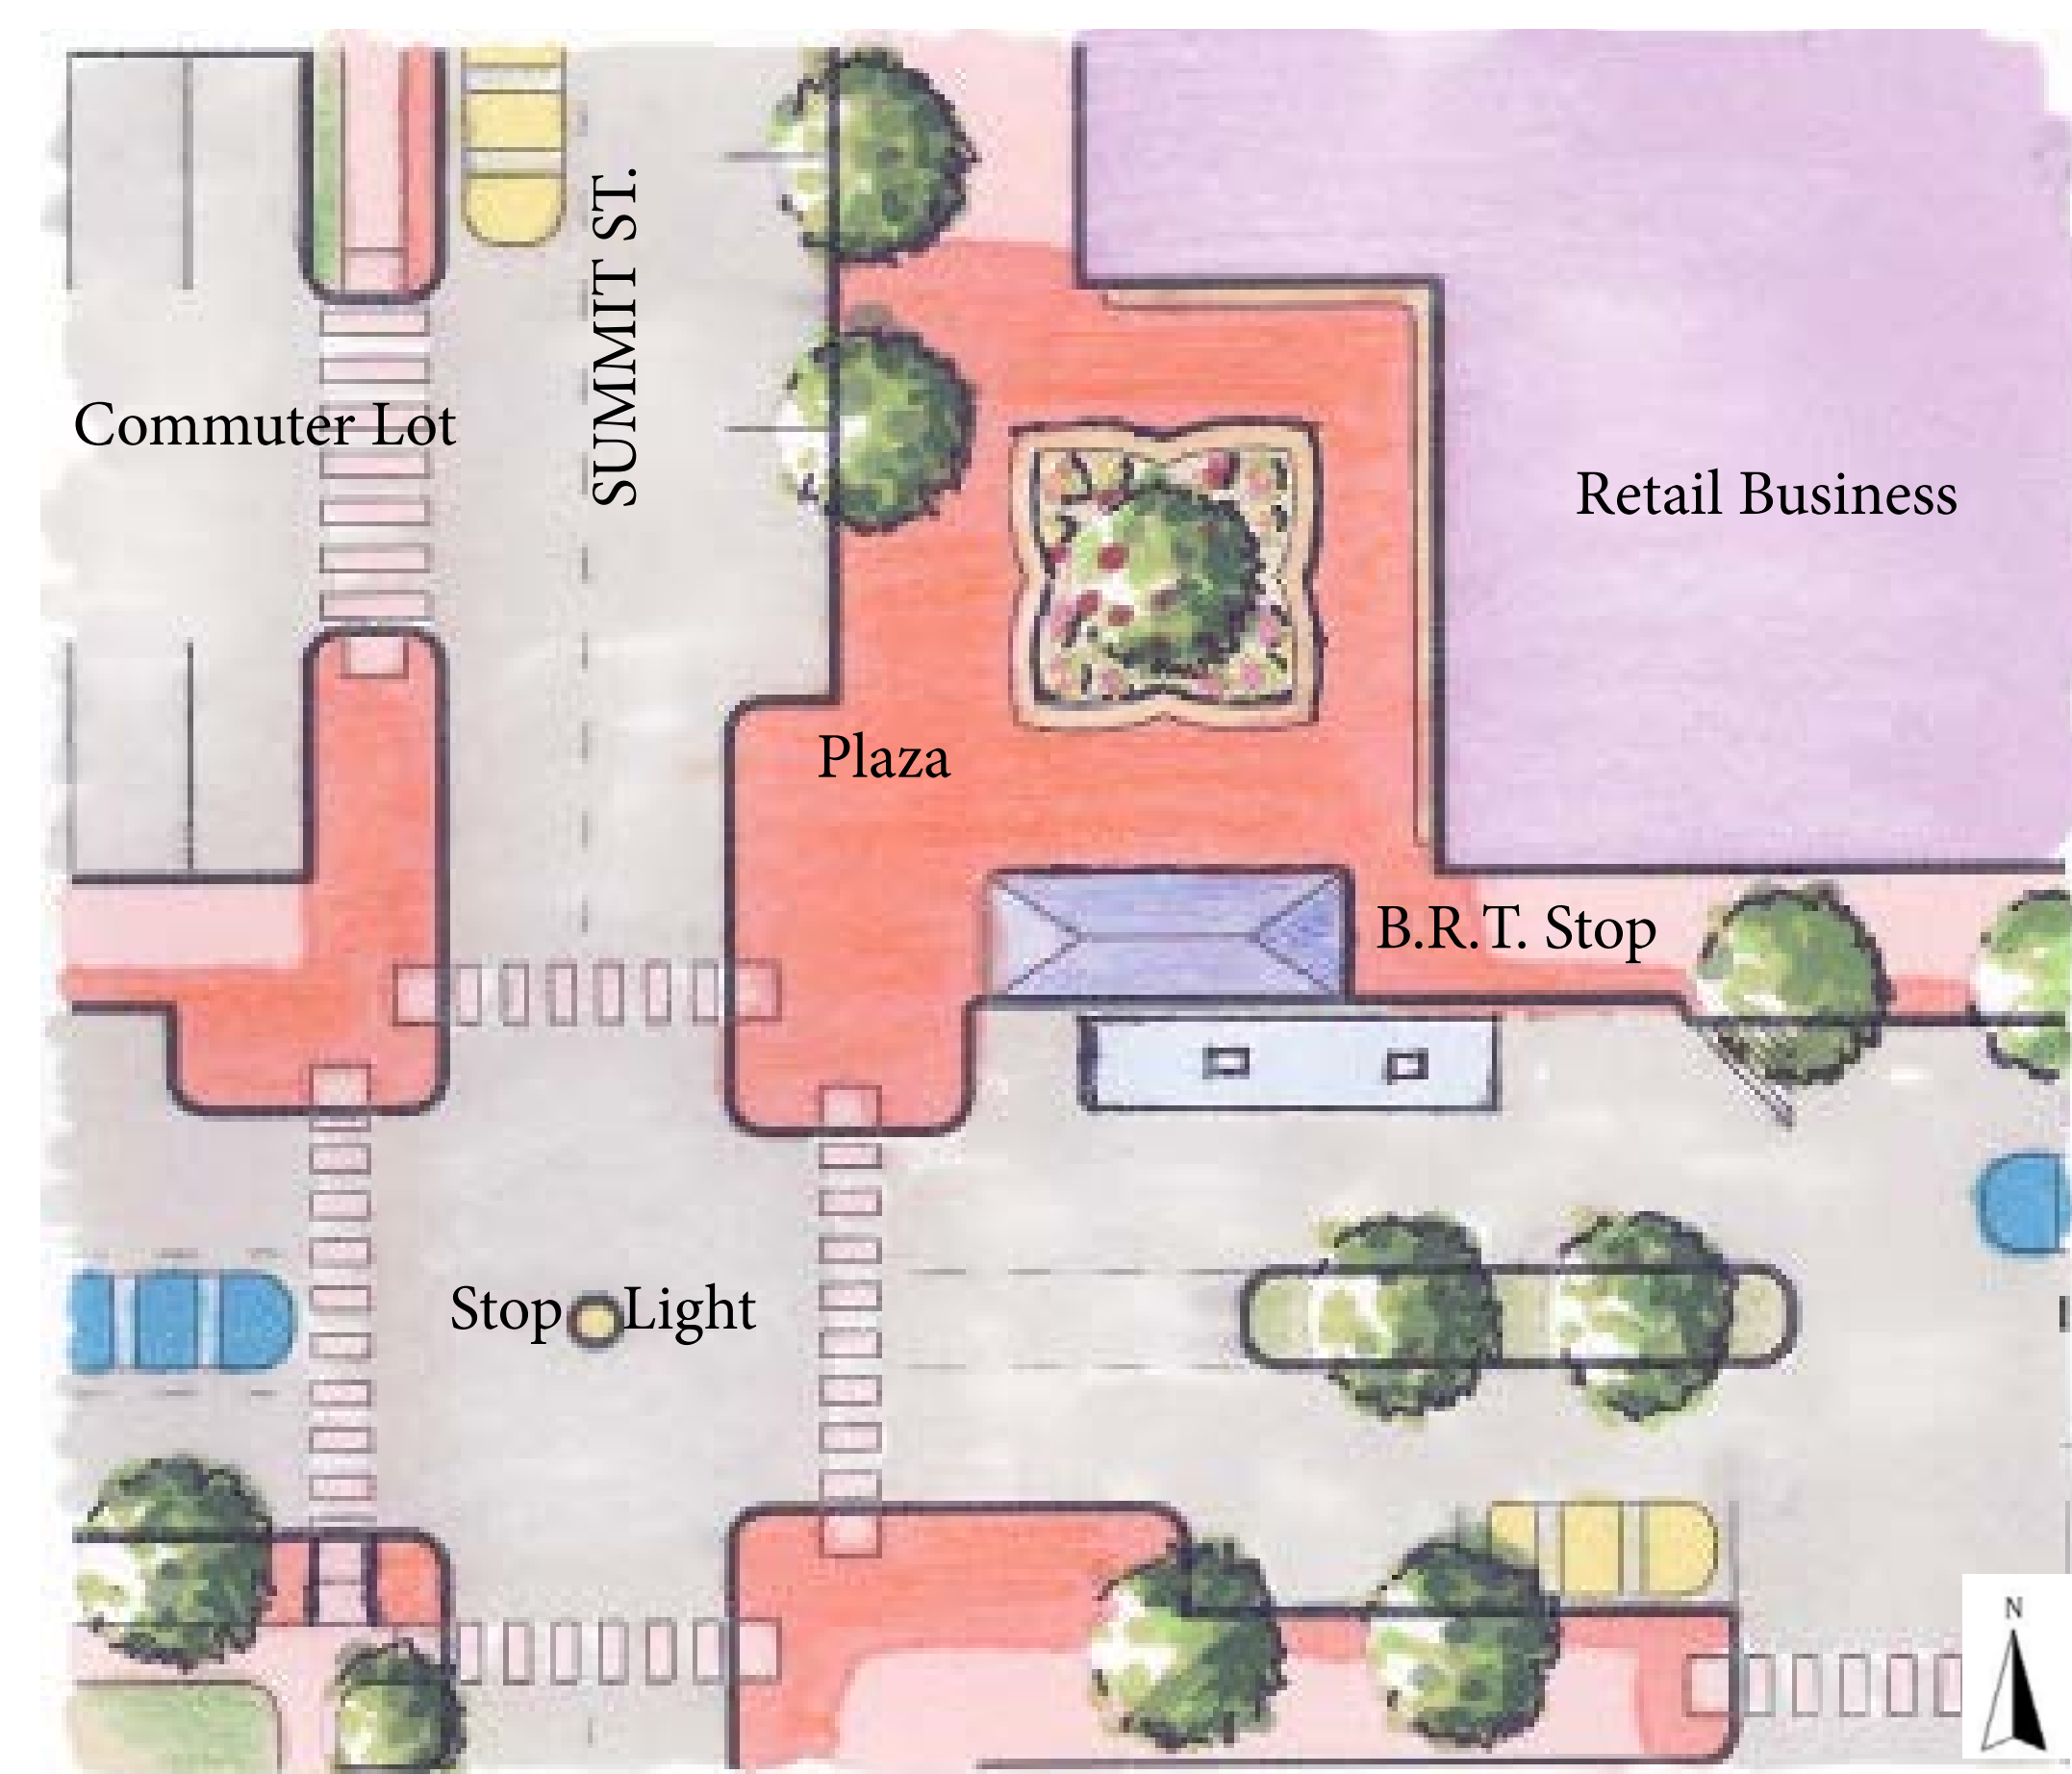 SUMMIT ST.
Commuter Lot
Retail Business
Plaza
B.R.T. Stop
Stop Light
N